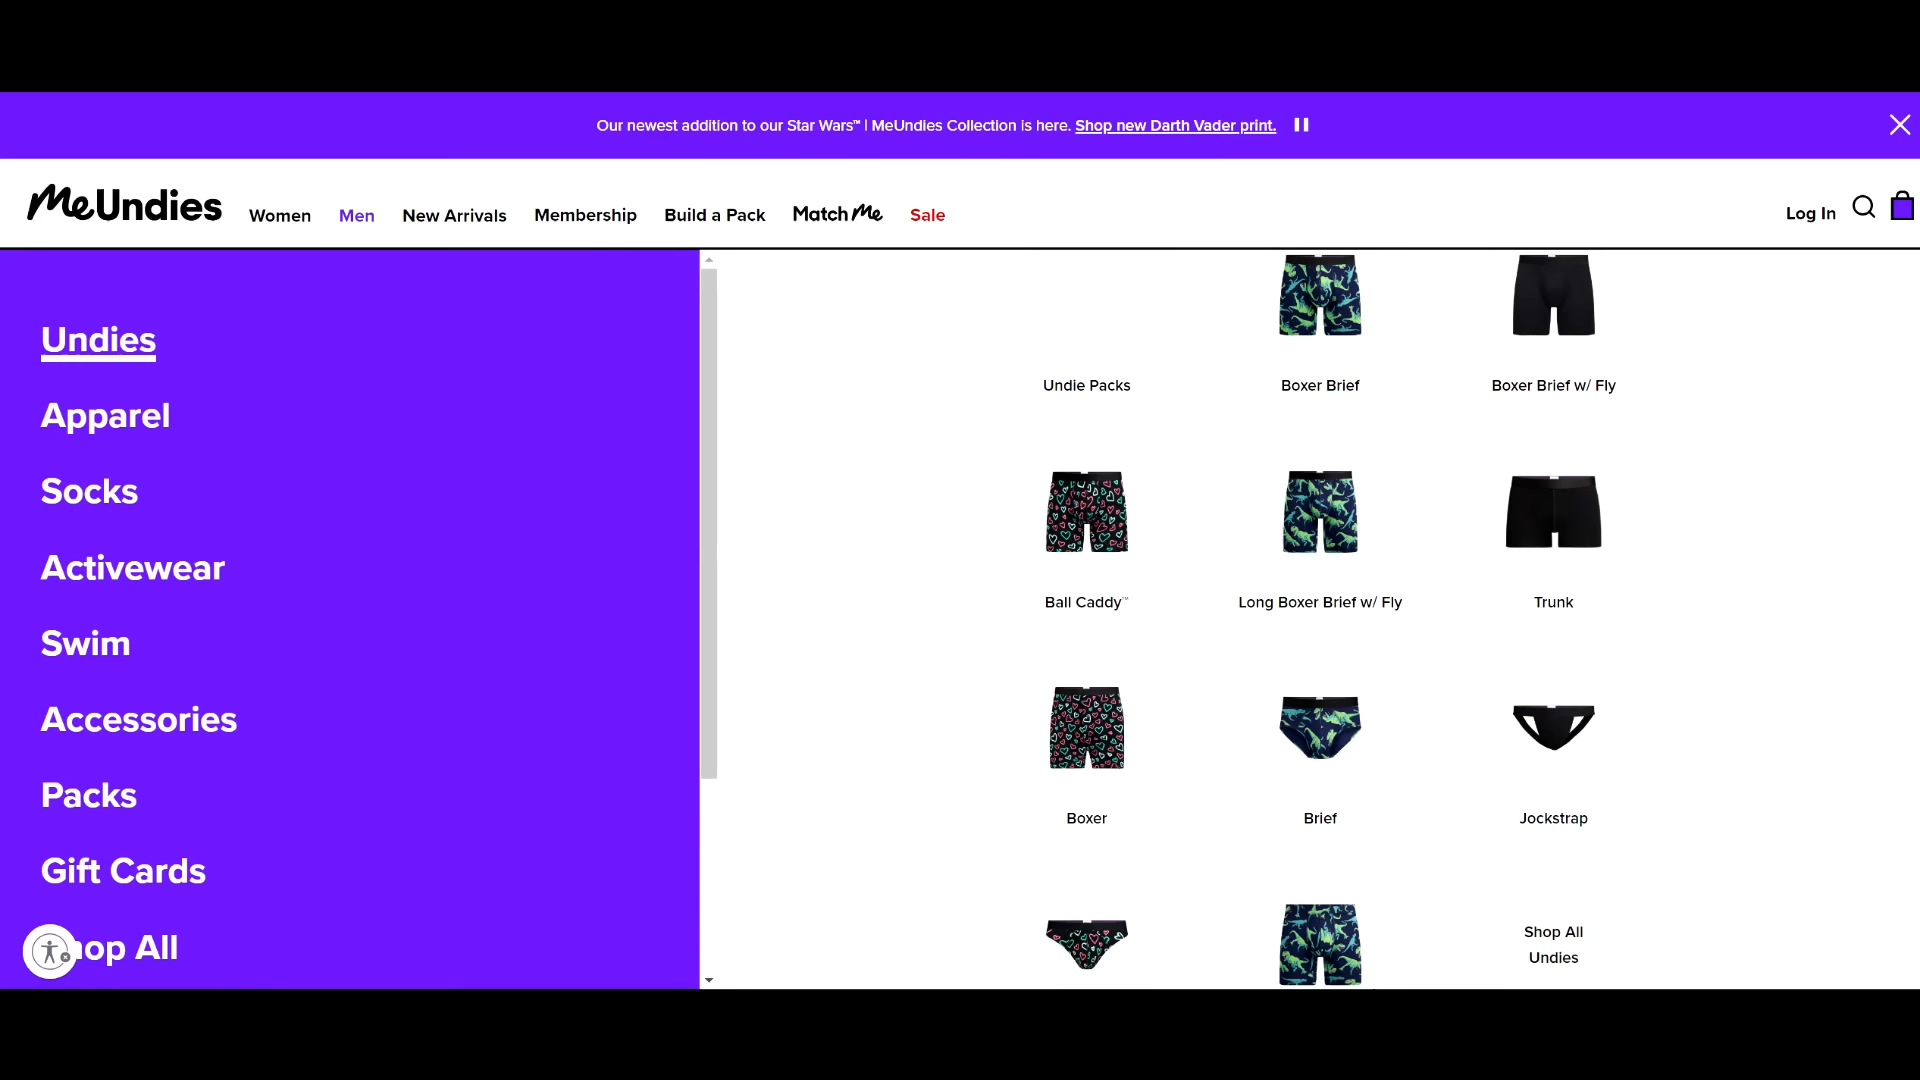 Our newest addition to our Star Wars™ | MeUndies Collection is here. Shop new Darth Vader print.
MeUndies
Women
Men
New Arrivals
Membership
Build a Pack
MatchMe
Sale
Log In
Undies
Apparel
Socks
Activewear
Swim
Accessories
Packs
Gift Cards
hop All
Undie Packs
Boxer Brief
Boxer Brief w/ Fly
Ball Caddy™
Long Boxer Brief w/ Fly
Trunk
Boxer
Brief
Jockstrap
Shop All
Undies